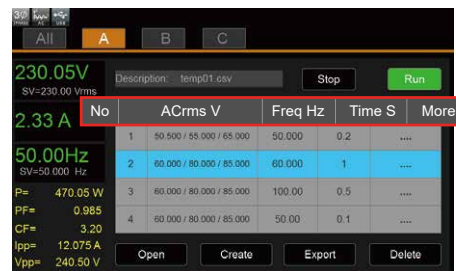 3Ø AC USB
All A B C
230.05V
SV=230.00 Vrms
Description: temp01.csv Stop Run
2.33 A
No ACrms V Freq Hz Time S More
1 50.500 / 55.000 / 65.000 50.000 0.2 ....
50.00Hz
SV=50.000 Hz
2 60.000 / 80.000 / 85.000 60.000 1 ....
P= 470.05 W
3 60.000 / 80.000 / 85.000 100.00 0.5 ....
PF= 0.985
CF= 3.20
4 60.000 / 80.000 / 85.000 50.00 0.1 ....
Ipp= 12.075 A
Vpp= 240.50 V
Open Create Export Delete